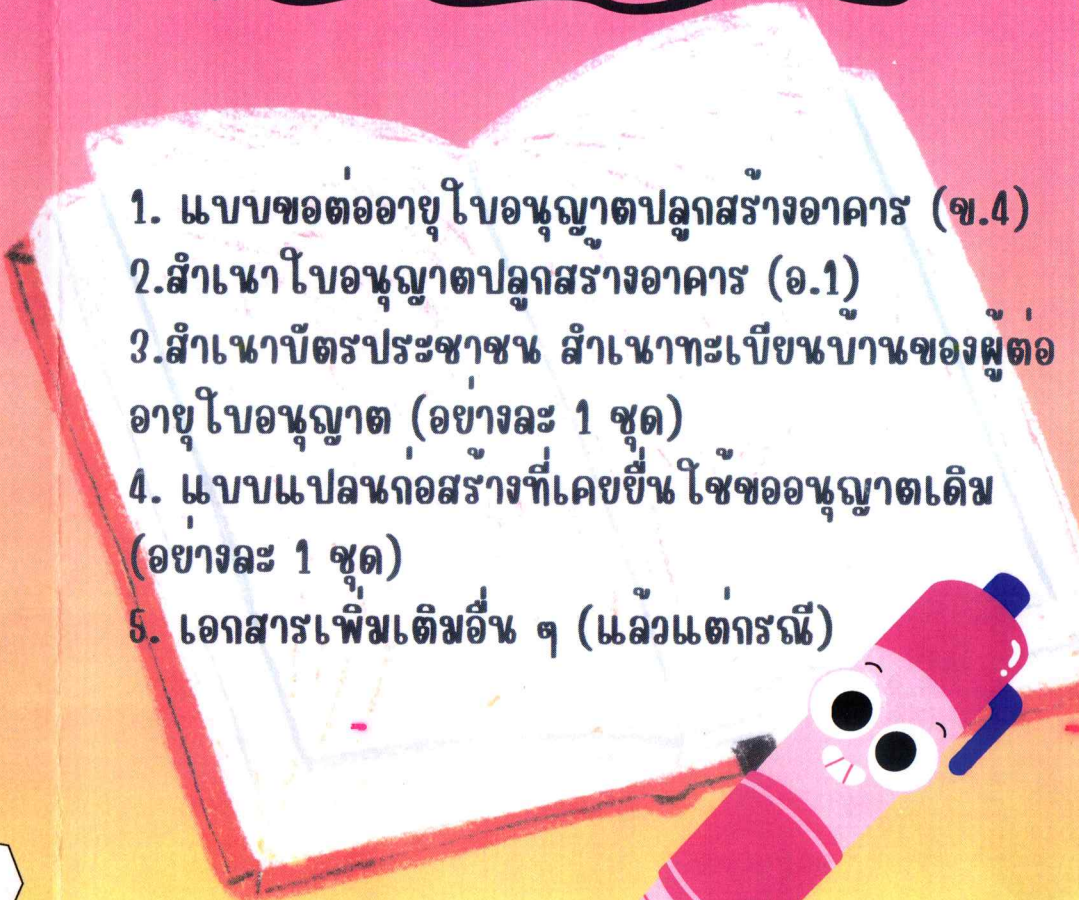 1. แบบขอต่ออายุใบอนุญาตปลูกสร้างอาคาร (ข.4)
2.สำเนาใบอนุญาตปลูกสร้างอาคาร (อ.1)
3.สำเนาบัตรประชาชน สำเนาทะเบียนบ้านของผู้ต่อ
อายุใบอนุญาต (อย่างละ 1 ชุด)
4. แบบแปลนก่อสร้างที่เคยยื่นใช้ขออนุญาตเดิม
(อย่างละ 1 ชุด)
5. เอกสารเพิ่มเติมอื่น ๆ (แล้วแต่กรณี)